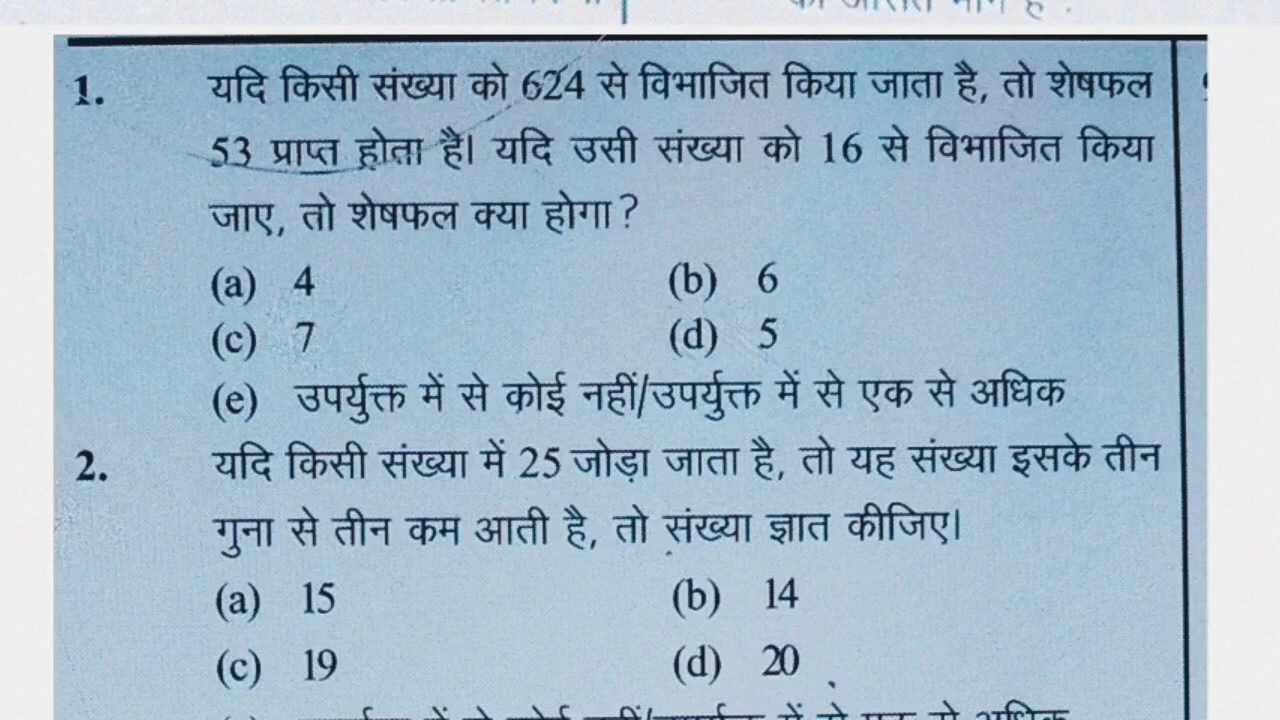 1. यदि किसी संख्या को 624 से विभाजित किया जाता है, तो शेषफल
53 प्राप्त होता है। यदि उसी संख्या को 16 से विभाजित किया
जाए, तो शेषफल क्या होगा?
(a) 4 (b) 6
(c) 7 (d) 5
(e) उपर्युक्त में से कोई नहीं/उपर्युक्त में से एक से अधिक
2. यदि किसी संख्या में 25 जोड़ा जाता है, तो यह संख्या इसके तीन
गुना से तीन कम आती है, तो संख्या ज्ञात कीजिए।
(a) 15 (b) 14
(c) 19 (d) 20